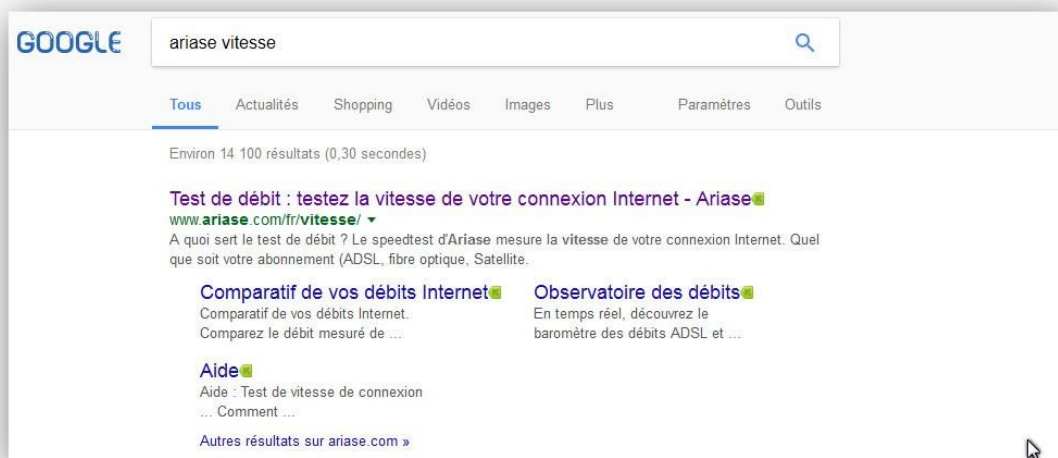 GOOGLE
ariase vitesse
Tous Actualités Shopping Vidéos Images Plus Paramètres Outils
Environ 14 100 résultats (0,30 secondes)
Test de débit : testez la vitesse de votre connexion Internet - Ariase
www.ariase.com/fr/vitesse/
A quoi sert le test de débit ? Le speedtest d'Ariase mesure la vitesse de votre connexion Internet. Quel
que soit votre abonnement (ADSL, fibre optique, Satellite.
Comparatif de vos débits Internet
Comparatif de vos débits Internet.
Comparez le débit mesuré de ...
Observatoire des débits
En temps réel, découvrez le
baromètre des débits ADSL et ...
Aide
Aide : Test de vitesse de connexion
... Comment ...
Autres résultats sur ariase.com »